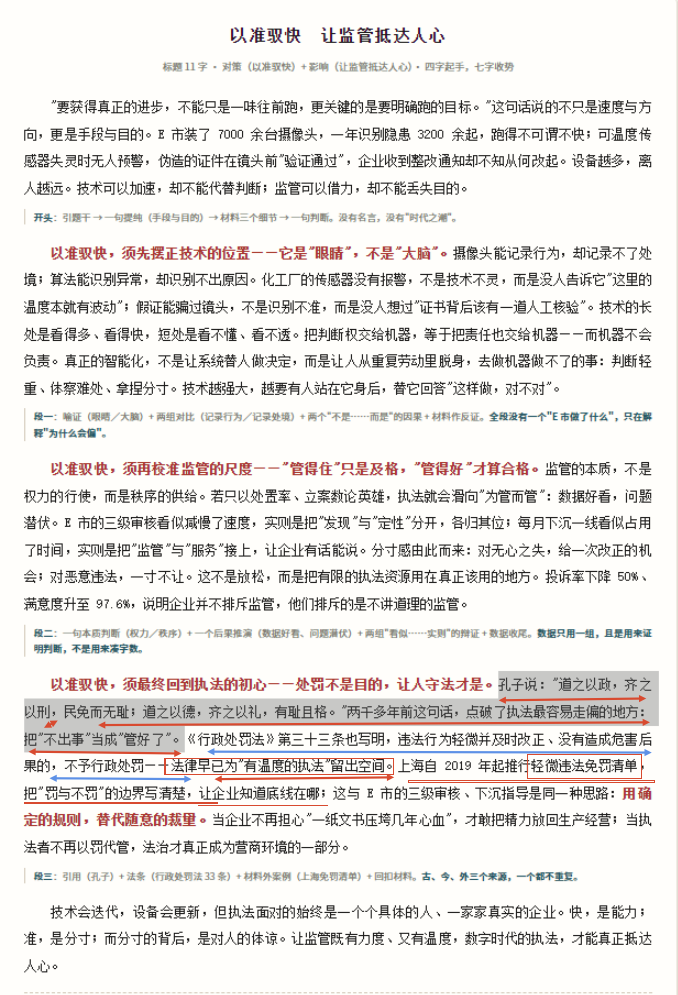 以准驭快　让监管抵达人心
标题 11 字 · 对策（以准驭快）+ 影响（让监管抵达人心）· 四字起手，七字收势
"要获得真正的进步，不能只是一味往前跑，更关键的是要明确跑的目标。"这句话说的不只是速度与方
向，更是手段与目的。E 市装了 7000 余台摄像头，一年识别隐患 3200 余起，跑得不可谓不快；可温度传
感器失灵时无人预警，伪造的证件在镜头前"验证通过"，企业收到整改通知却不知从何改起。设备越多，离
人越远。技术可以加速，却不能代替判断；监管可以借力，却不能丢失目的。
开头：引题干 → 一句提纯（手段与目的）→ 材料三个细节 → 一句判断。没有名言，没有"时代之潮"。
以准驭快，须先摆正技术的位置——它是"眼睛"，不是"大脑"。摄像头能记录行为，却记录不了处
境；算法能识别异常，却识别不出原因。化工厂的传感器没有报警，不是技术不灵，而是没人告诉它"这里的
温度本就有波动"；假证能骗过镜头，不是识别不准，而是没人想过"证书背后该有一道人工核验"。技术的长
处是看得多、看得快，短处是看不懂、看不透。把判断权交给机器，等于把责任也交给机器——而机器不会
负责。真正的智能化，不是让系统替人做决定，而是让人从重复劳动里脱身，去做机器做不了的事：判断轻
重、体察难处、拿捏分寸。技术越强大，越要有人站在它身后，替它回答"这样做，对不对"。
段一：喻证（眼睛／大脑）+ 两组对比（记录行为／记录处境）+ 两个"不是……而是"的因果 + 材料作反证。全段没有一个"E 市做了什么"，只在解
释"为什么会偏"。
以准驭快，须再校准监管的尺度——"管得住"只是及格，"管得好"才算合格。监管的本质，不是
权力的行使，而是秩序的供给。若只以处置率、立案数论英雄，执法就会滑向"为管而管"：数据好看，问题
潜伏。E 市的三级审核看似减慢了速度，实则是把"发现"与"定性"分开，各归其位；每月下沉一线看似占用
了时间，实则是把"监管"与"服务"接上，让企业有话能说。分寸感由此而来：对无心之失，给一次改正的机
会；对恶意违法，一寸不让。这不是放松，而是把有限的执法资源用在真正该用的地方。投诉率下降 50%、
满意度升至 97.6%，说明企业并不排斥监管，他们排斥的是不讲道理的监管。
段二：一句本质判断（权力／秩序）+ 一个后果推演（数据好看、问题潜伏）+ 两组"看似……实则"的辩证 + 数据收尾。数据只用一组，且是用来证
明判断，不是用来凑字数。
以准驭快，须最终回到执法的初心——处罚不是目的，让人守法才是。孔子说："道之以政，齐之
以刑，民免而无耻；道之以德，齐之以礼，有耻且格。"两千多年前这句话，点破了执法最容易走偏的地方：
把"不出事"当成"管好了"。《行政处罚法》第三十三条也写明，违法行为轻微并及时改正、没有造成危害后
果的，不予行政处罚——法律早已为"有温度的执法"留出空间。上海自 2019 年起推行轻微违法免罚清单，
把"罚与不罚"的边界写清楚，让企业知道底线在哪；这与 E 市的三级审核、下沉指导是同一种思路：用确
定的规则，替代随意的裁量。当企业不再担心"一纸文书压垮几年心血"，才敢把精力放回生产经营；当执
法者不再以罚代管，法治才真正成为营商环境的一部分。
段三：引用（孔子）+ 法条（行政处罚法 33 条）+ 材料外案例（上海免罚清单）+ 回扣材料。古、今、外三个来源，一个都不重复。
技术会迭代，设备会更新，但执法面对的始终是一个个具体的人、一家家真实的企业。快，是能力；
准，是分寸；而分寸的背后，是对人的体谅。让监管既有力度、又有温度，数字时代的执法，才能真正抵达
人心。